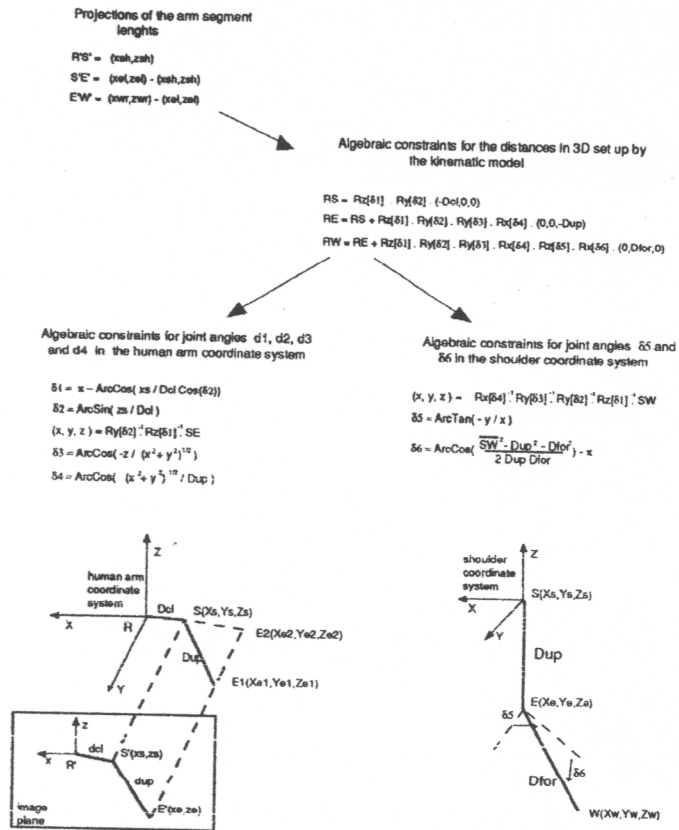 Projections of the arm segment
lenghts
R'S' = (xsh,zsh)
S'E' = (xel,zel) - (xsh,zsh)
E'W' = (xwr,zwr) - (xel,zel)
Algebraic constraints for the distances in 3D set up by
the kinematic model
RS = Rz[δ1] . Ry[δ2] . (-Dcl,0,0)
RE = RS + Rz[δ1] . Ry[δ2] . Ry[δ3] . Rx[δ4] . (0,0,-Dup)
RW = RE + Rz[δ1] . Ry[δ2] . Ry[δ3] . Rx[δ4] . Rz[δ5] . Rx[δ6] . (0,Dfor,0)
Algebraic constraints for joint angles d1, d2, d3
and d4 in the human arm coordinate system
δ1 = π - ArcCos( xs / Dcl Cos(δ2))
δ2 = ArcSin( zs / Dcl )
(x, y, z ) = Ry[δ2]⁻¹ Rz[δ1]⁻¹ SE
δ3 = ArcCos( -z / (x² + y²)^1/2 )
δ4 = ArcCos( (x² + y²)^1/2 / Dup )
Algebraic constraints for joint angles δ5 and
δ6 in the shoulder coordinate system
(x, y, z ) = Rx[δ4]⁻¹ Ry[δ3]⁻¹ Ry[δ2]⁻¹ Rz[δ1]⁻¹ SW
δ5 = ArcTan( - y / x )
δ6 = ArcCos( SW² - Dup² - Dfor² / 2 Dup Dfor ) - π
Z
human arm
coordinate
system
Dcl
S(Xs,Ys,Zs)
X
R
E2(Xe2,Ye2,Ze2)
Dup
Y
E1(Xe1,Ye1,Ze1)
Z
dcl
S'(xs,zs)
X
R'
dup
E'(xe,ze)
image
plane
shoulder
coordinate
system
Z
S(Xs,Ys,Zs)
X
Y
Dup
E(Xe,Ye,Ze)
δ5
δ6
Dfor
W(Xw,Yw,Zw)